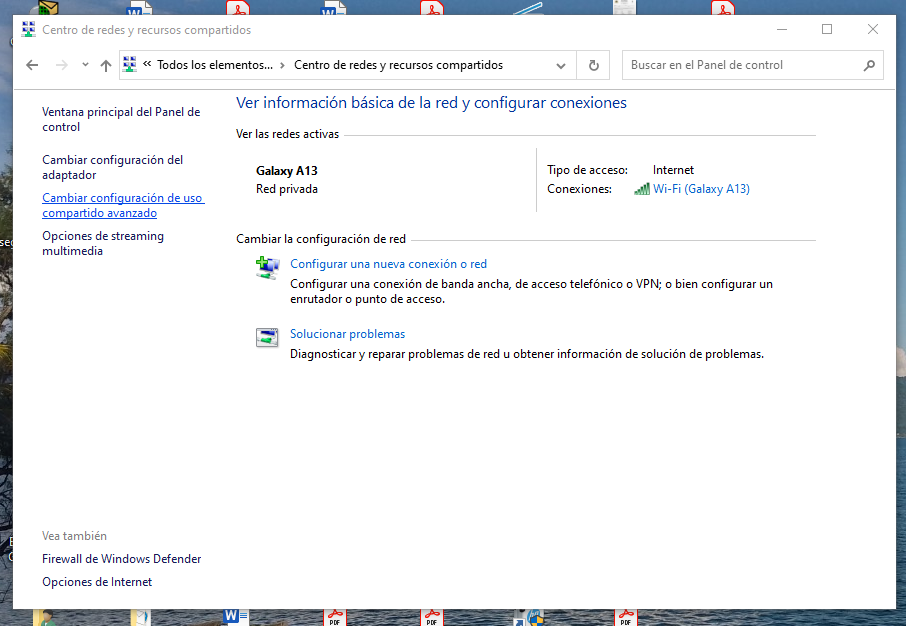 Centro de redes y recursos compartidos
« Todos los elementos... › Centro de redes y recursos compartidos
Buscar en el Panel de control
Ventana principal del Panel de
control
Cambiar configuración del
adaptador
Cambiar configuración de uso
compartido avanzado
Opciones de streaming
multimedia
Ver información básica de la red y configurar conexiones
Ver las redes activas
Galaxy A13
Red privada
Tipo de acceso: Internet
Conexiones: Wi-Fi (Galaxy A13)
Cambiar la configuración de red
Configurar una nueva conexión o red
Configurar una conexión de banda ancha, de acceso telefónico o VPN; o bien configurar un
enrutador o punto de acceso.
Solucionar problemas
Diagnosticar y reparar problemas de red u obtener información de solución de problemas.
Vea también
Firewall de Windows Defender
Opciones de Internet
W
PDF
PDF
PDF